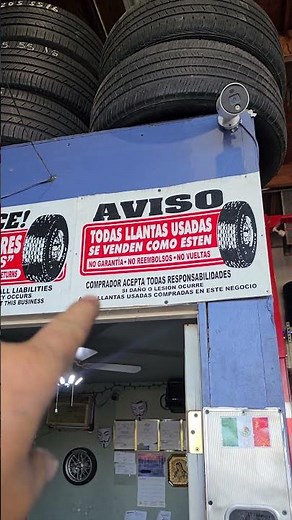 CE!
RES
S"
RETURNS
ALL LIABILITIES
Y OCCURS
THIS BUSINESS
AVISO
TODAS LLANTAS USADAS
SE VENDEN COMO ESTEN
NO GARANTIA • NO REEMBOLSOS • NO VUELTAS
COMPRADOR ACEPTA TODAS RESPONSABILIDADES
SI DAÑO O LESION OCURRE
LLANTAS USADAS COMPRADAS EN ESTE NEGOCIO